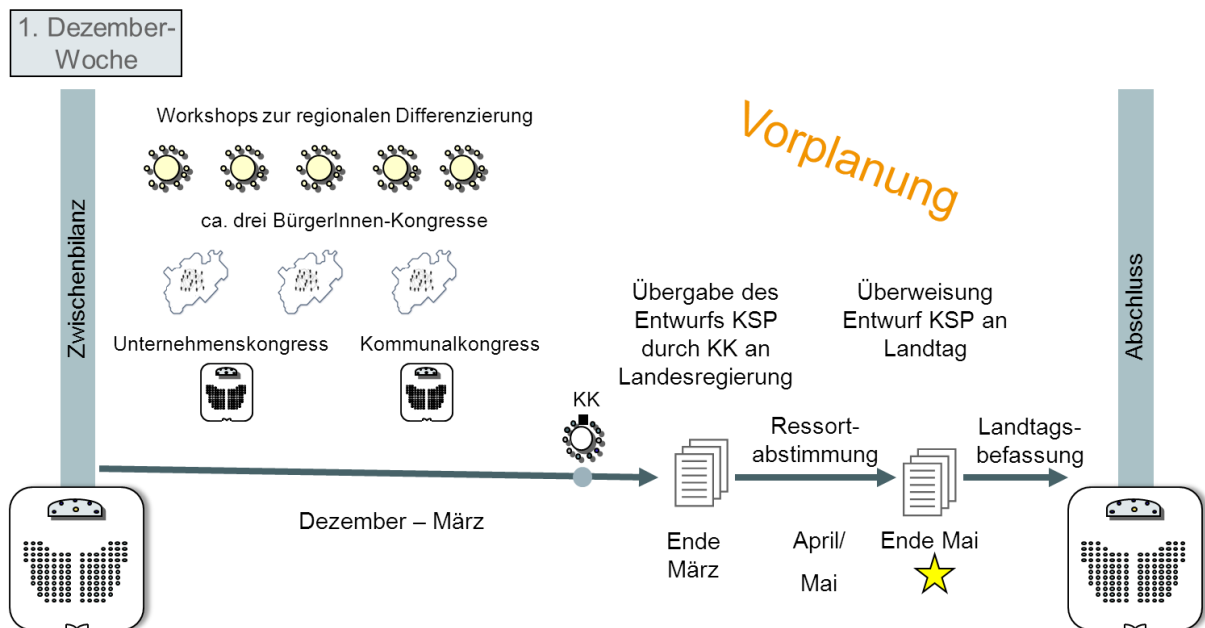 1. Dezember-
Woche
Zwischenbilanz
Workshops zur regionalen Differenzierung
ca. drei BürgerInnen-Kongresse
Unternehmenskongress
Kommunalkongress
Vorplanung
KK
Dezember – März
Übergabe des
Entwurfs KSP
durch KK an
Landesregierung
Ende
März
Ressort-
abstimmung
April/
Mai
Überweisung
Entwurf KSP an
Landtag
Ende Mai
Landtags-
befassung
Abschluss